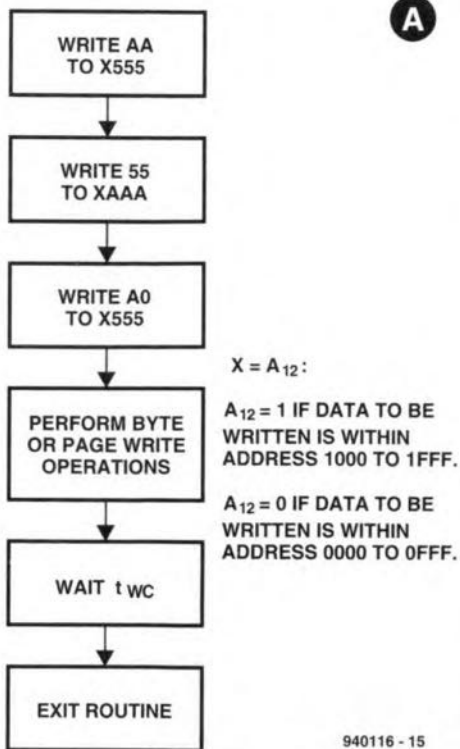 A
WRITE AA
TO X555
WRITE 55
TO XAAA
WRITE A0
TO X555
PERFORM BYTE
OR PAGE WRITE
OPERATIONS
X = A12:
A12 = 1 IF DATA TO BE
WRITTEN IS WITHIN
ADDRESS 1000 TO 1FFF.
A12 = 0 IF DATA TO BE
WRITTEN IS WITHIN
ADDRESS 0000 TO 0FFF.
WAIT t WC
EXIT ROUTINE
940116 - 15